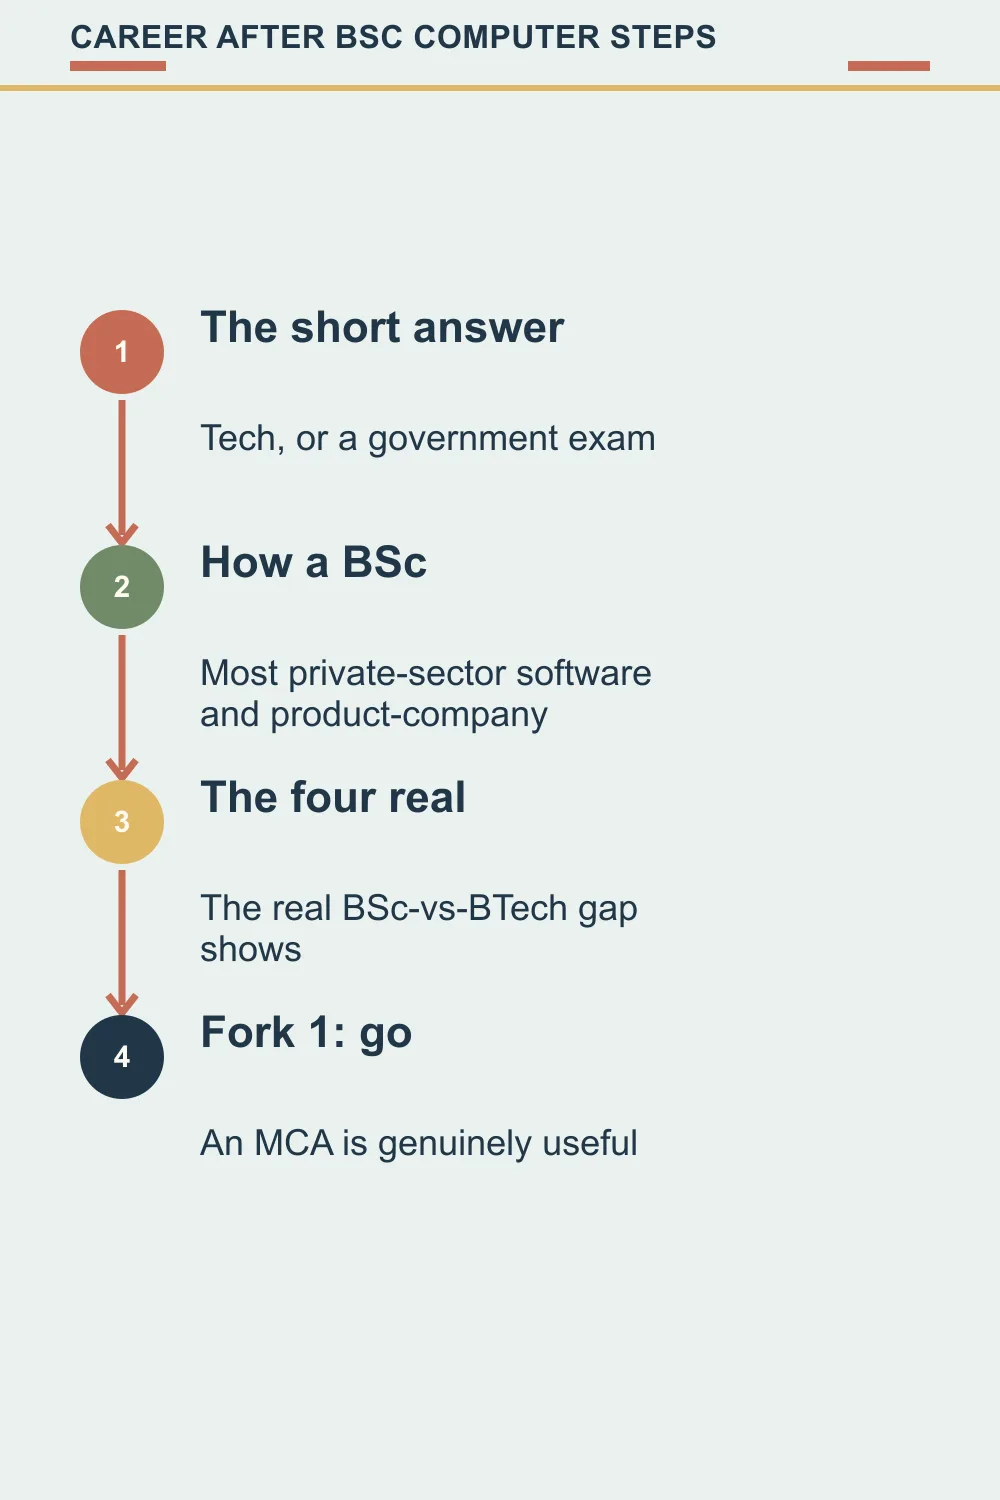 CAREER AFTER BSC COMPUTER STEPS
1
The short answer
Tech, or a government exam
2
How a BSc
Most private-sector software
and product-company
3
The four real
The real BSc-vs-BTech gap
shows
4
Fork 1: go
An MCA is genuinely useful